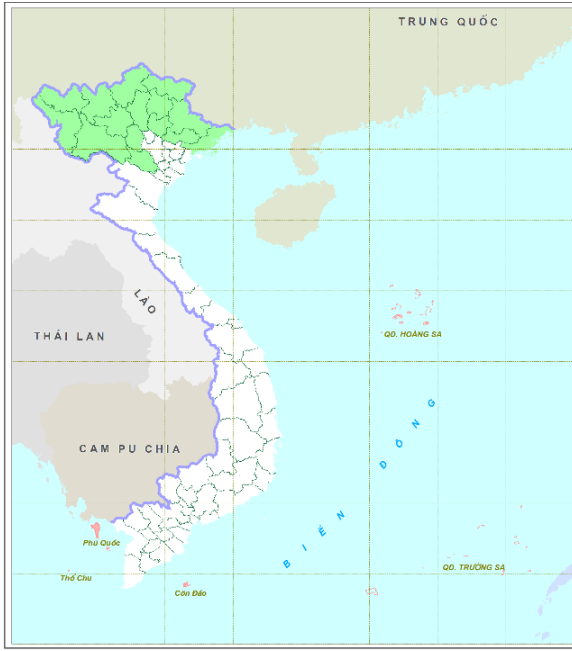 TRUNG QUỐC
LÀO
THÁI LAN
QĐ. HOÀNG SA
CAM PU CHIA
BIỂN ĐÔNG
Phú Quốc
QĐ. TRƯỜNG SA
Thổ Chu
Côn Đảo